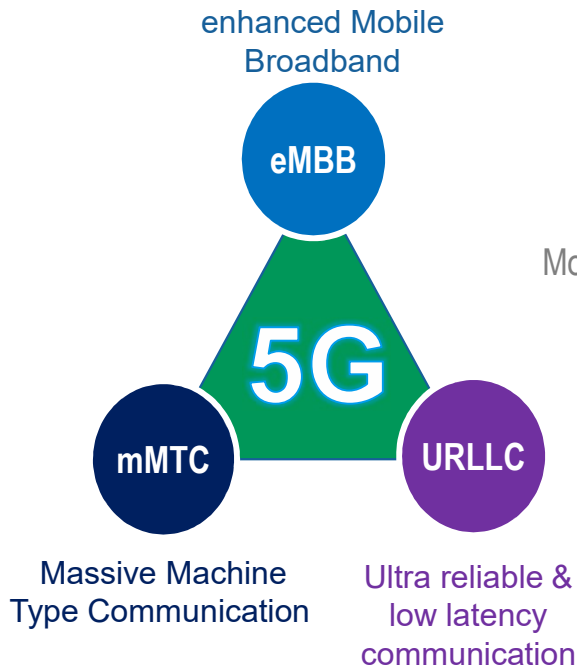 enhanced Mobile
Broadband
eMBB
5G
mMTC
URLLC
Massive Machine
Type Communication
Ultra reliable &
low latency
communication